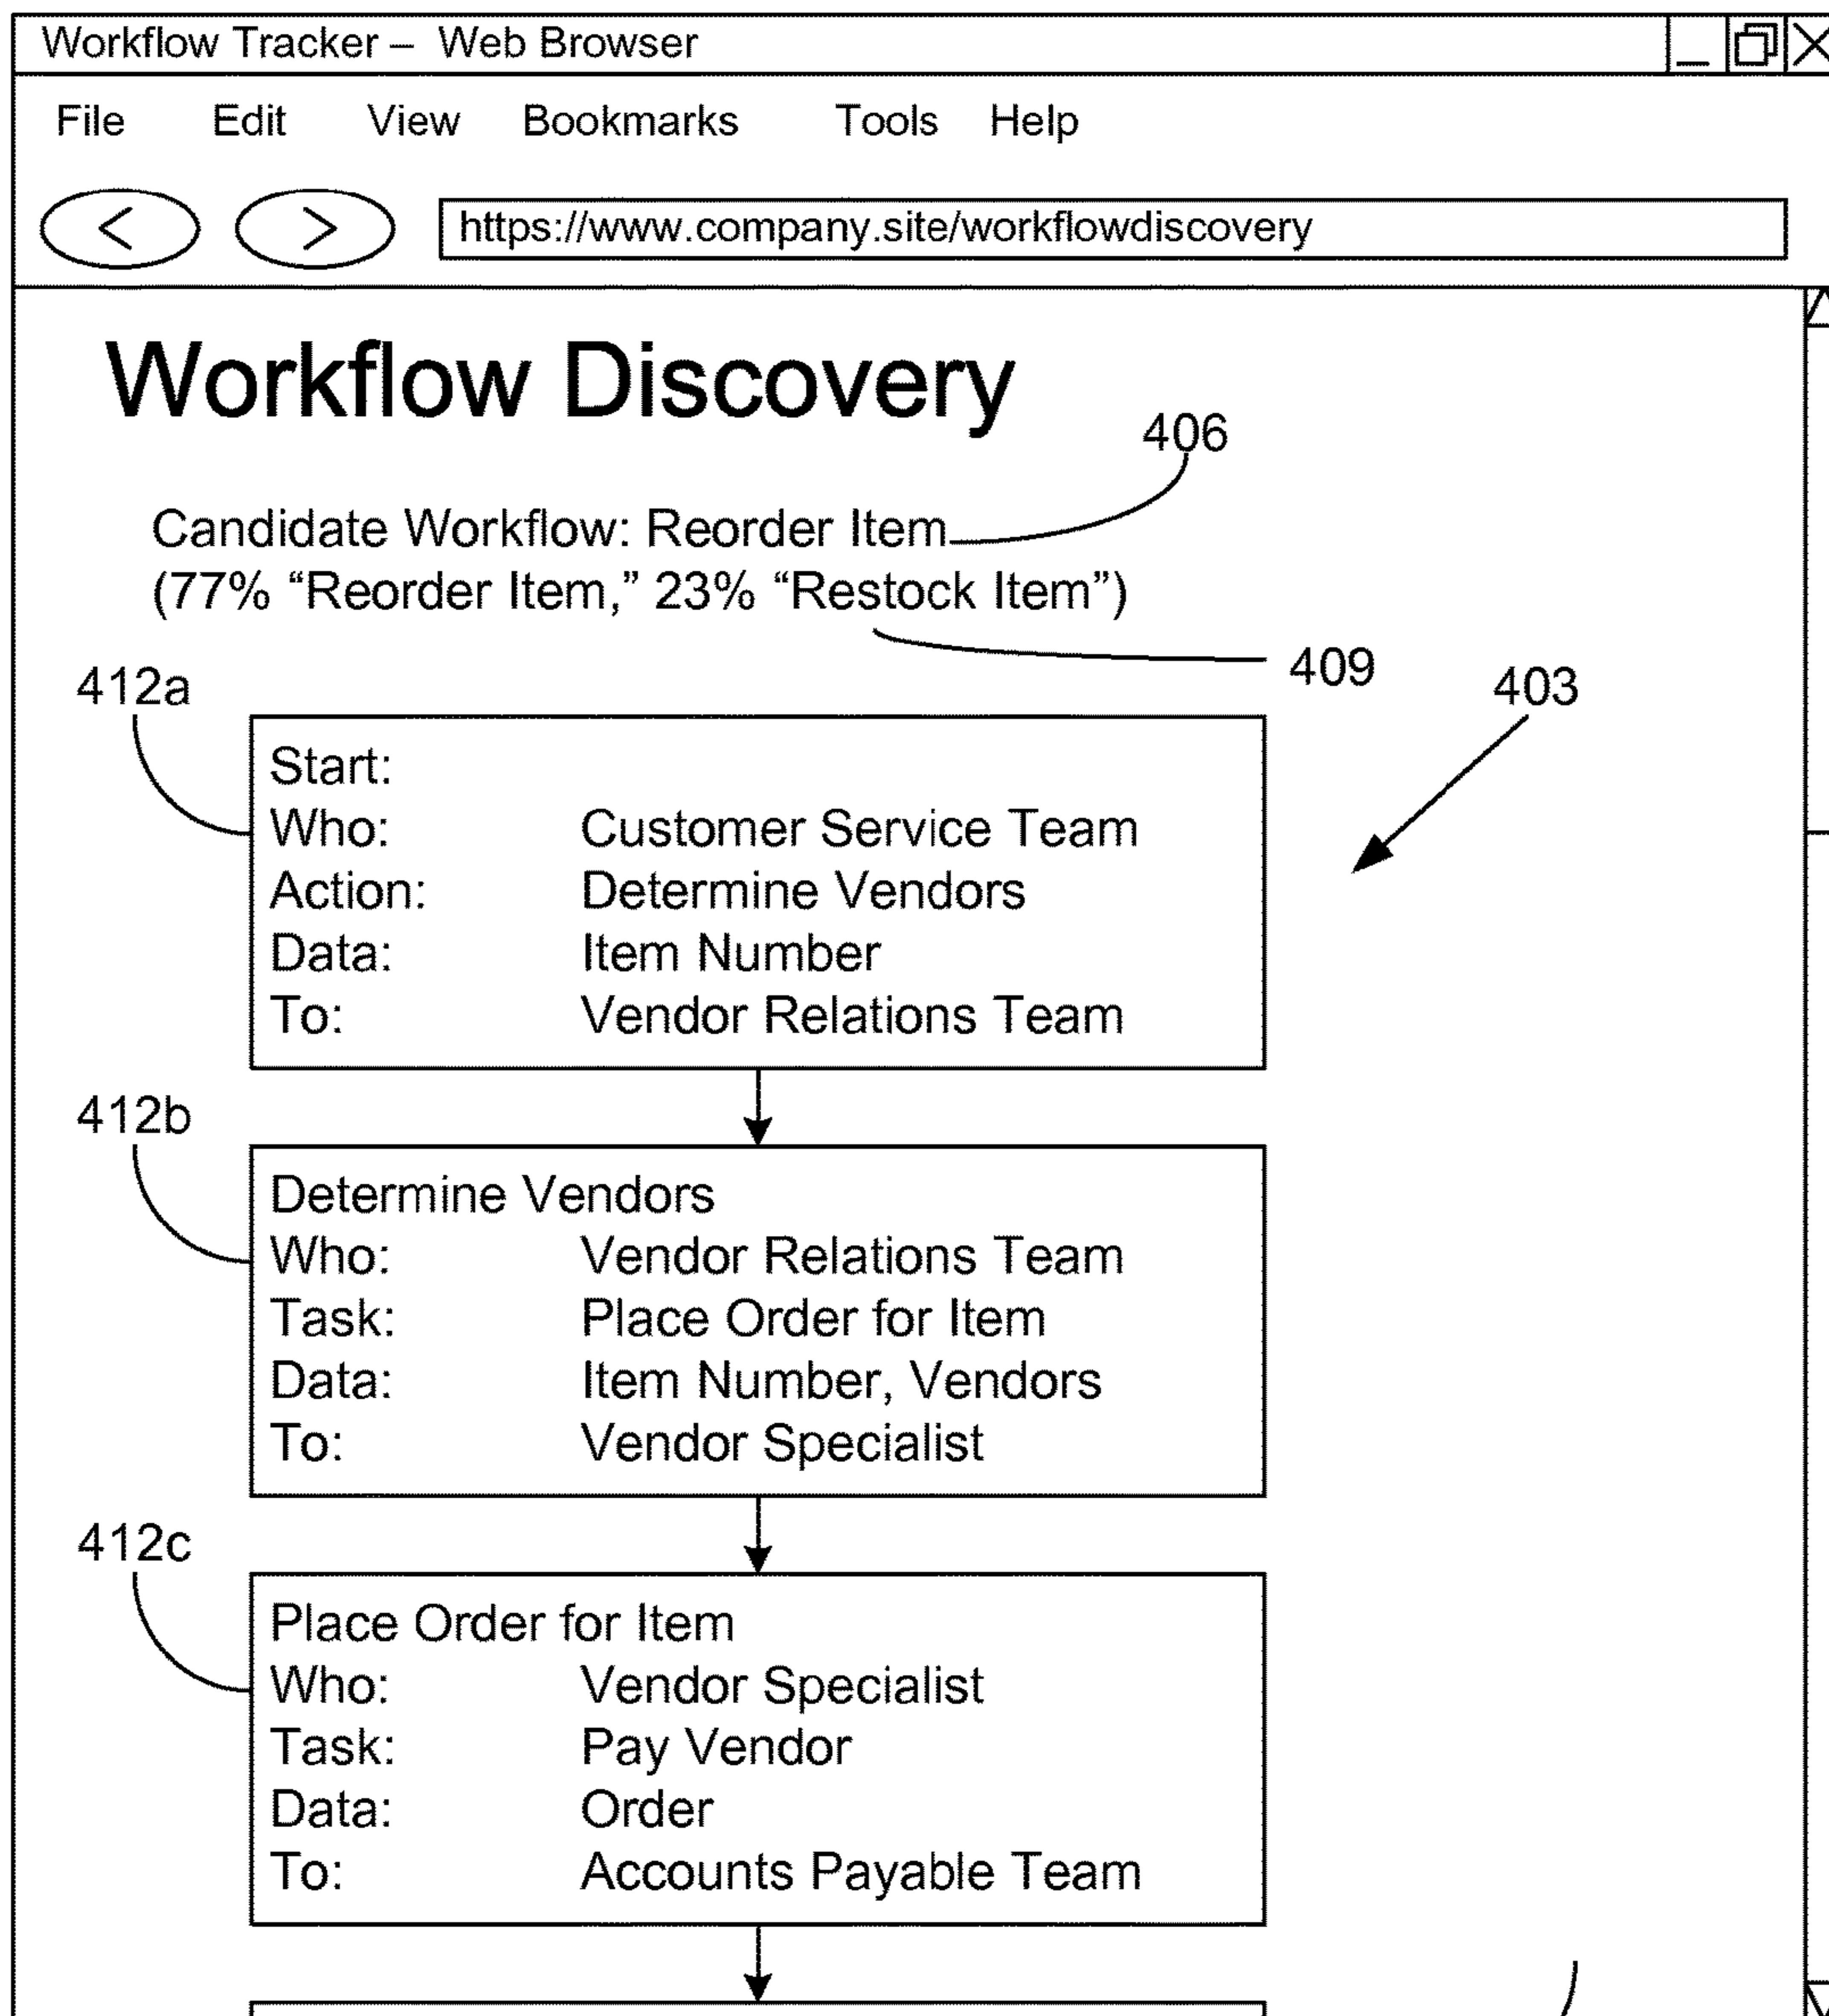 Workflow Tracker – Web Browser
File Edit View Bookmarks Tools Help
< > https://www.company.site/workflowdiscovery
Workflow Discovery
406
Candidate Workflow: Reorder Item
(77% “Reorder Item,” 23% “Restock Item”)
409
403
412a
Start:
Who: Customer Service Team
Action: Determine Vendors
Data: Item Number
To: Vendor Relations Team
412b
Determine Vendors
Who: Vendor Relations Team
Task: Place Order for Item
Data: Item Number, Vendors
To: Vendor Specialist
412c
Place Order for Item
Who: Vendor Specialist
Task: Pay Vendor
Data: Order
To: Accounts Payable Team